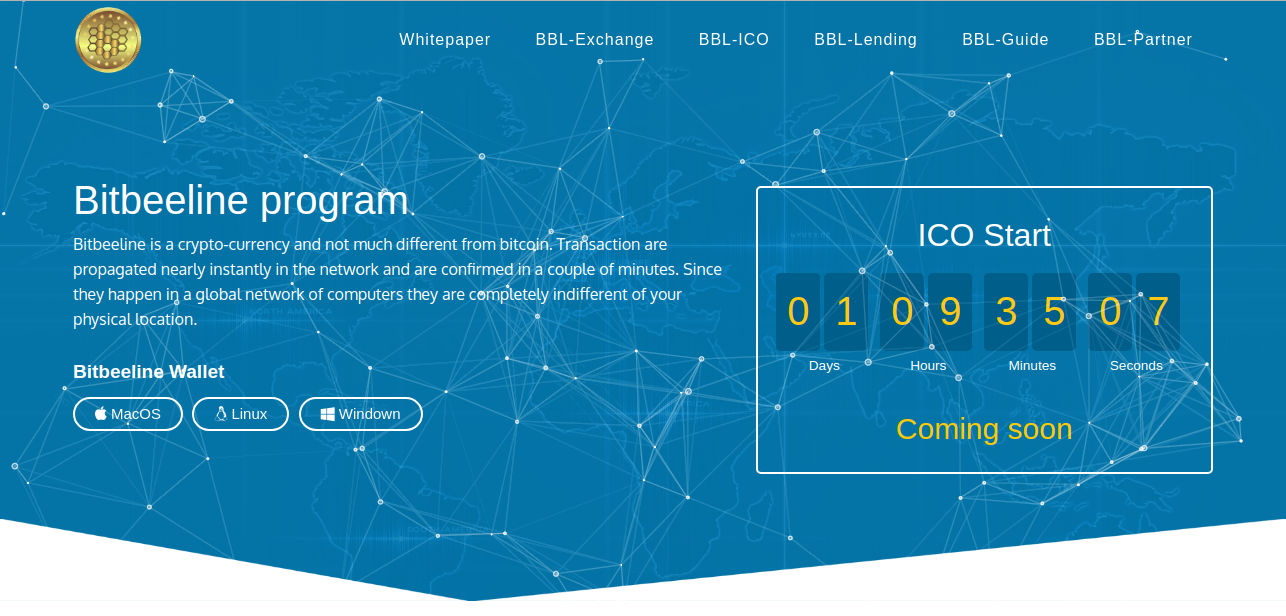 Whitepaper BBL-Exchange BBL-ICO BBL-Lending BBL-Guide BBL-Partner
Bitbeeline program
Bitbeeline is a crypto-currency and not much different from bitcoin. Transaction are
propagated nearly instantly in the network and are confirmed in a couple of minutes. Since
they happen in a global network of computers they are completely indifferent of your
physical location.
Bitbeeline Wallet
MacOS Linux Window
ICO Start
01 09 35 07
Days Hours Minutes Seconds
Coming soon